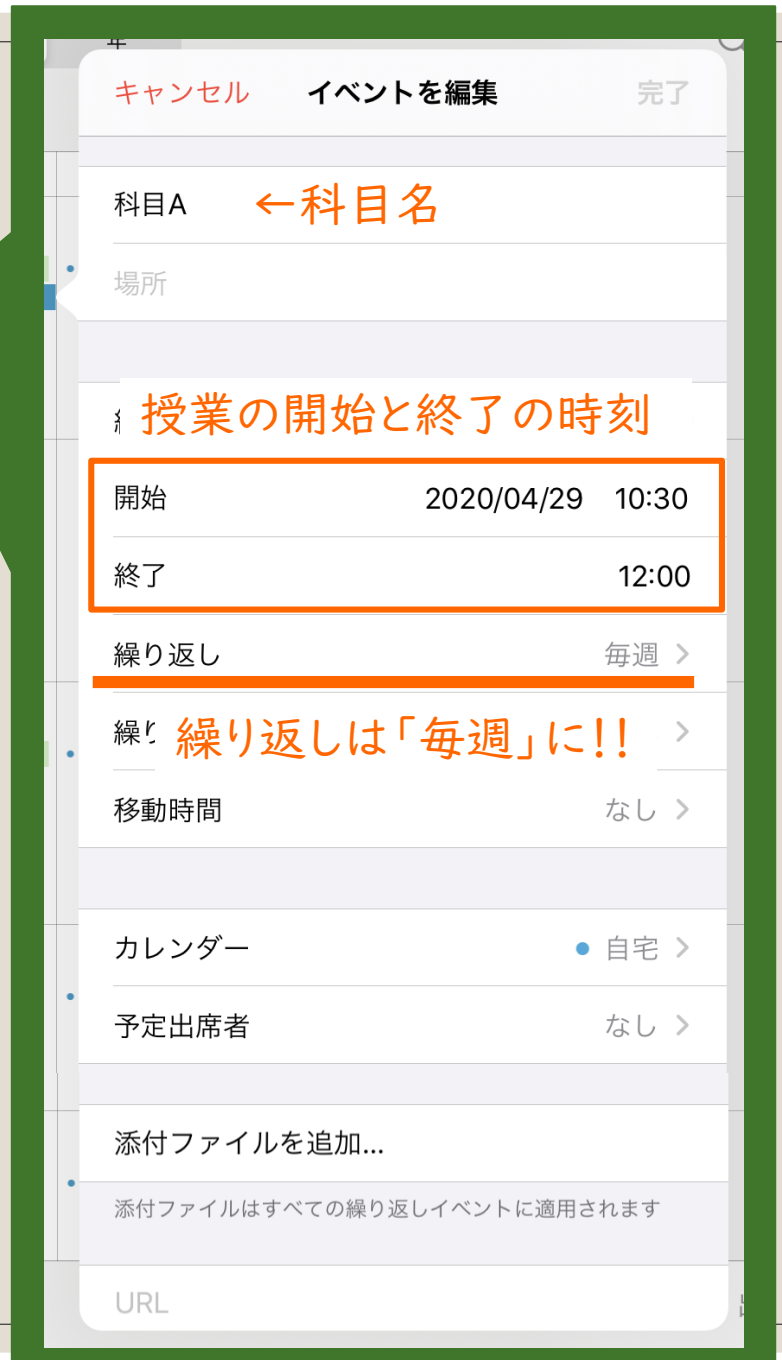 年
キャンセル イベントを編集 完了
科目A ←科目名
場所
授業の開始と終了の時刻
開始 2020/04/29 10:30
終了 12:00
繰り返し 毎週 >
繰り 繰り返しは「毎週」に!! >
移動時間 なし >
カレンダー ● 自宅 >
予定出席者 なし >
添付ファイルを追加...
添付ファイルはすべての繰り返しイベントに適用されます
URL